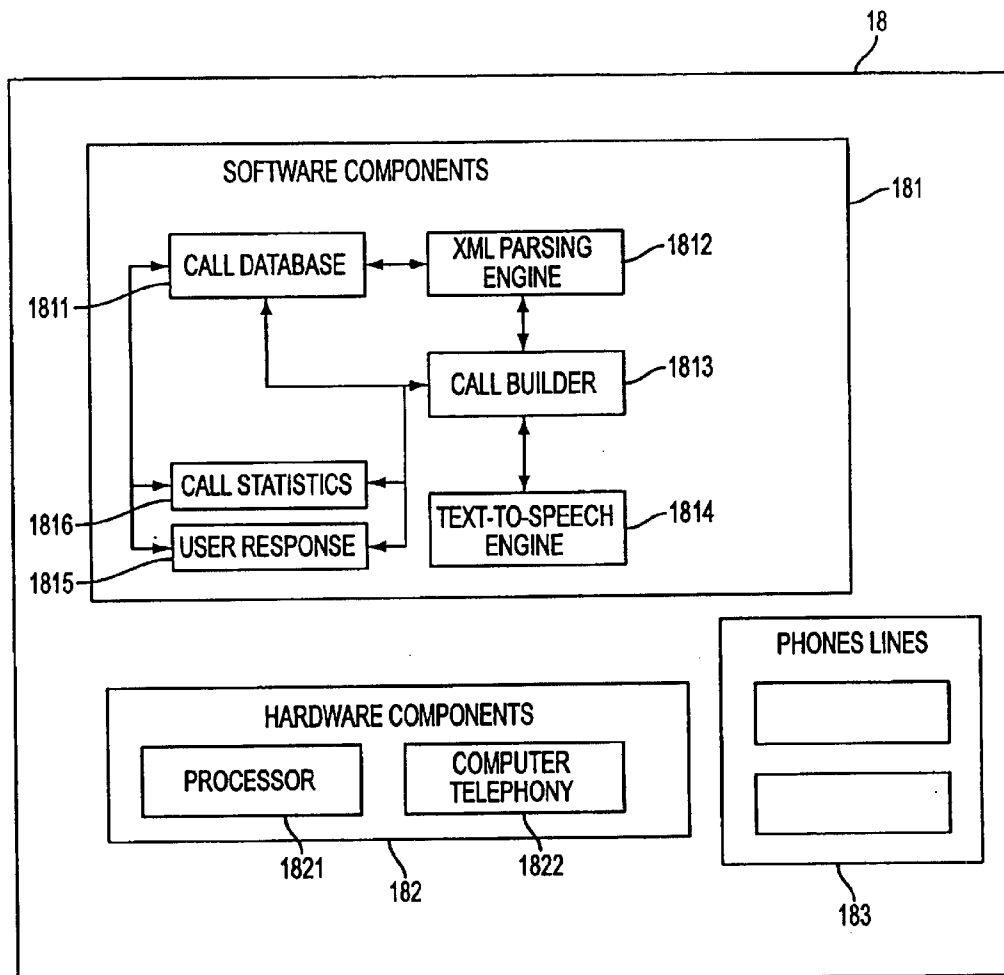 18
SOFTWARE COMPONENTS
181
CALL DATABASE
1811
XML PARSING
ENGINE
1812
CALL BUILDER
1813
CALL STATISTICS
1816
USER RESPONSE
1815
TEXT-TO-SPEECH
ENGINE
1814
HARDWARE COMPONENTS
PROCESSOR
1821
COMPUTER
TELEPHONY
1822
182
PHONES LINES
183